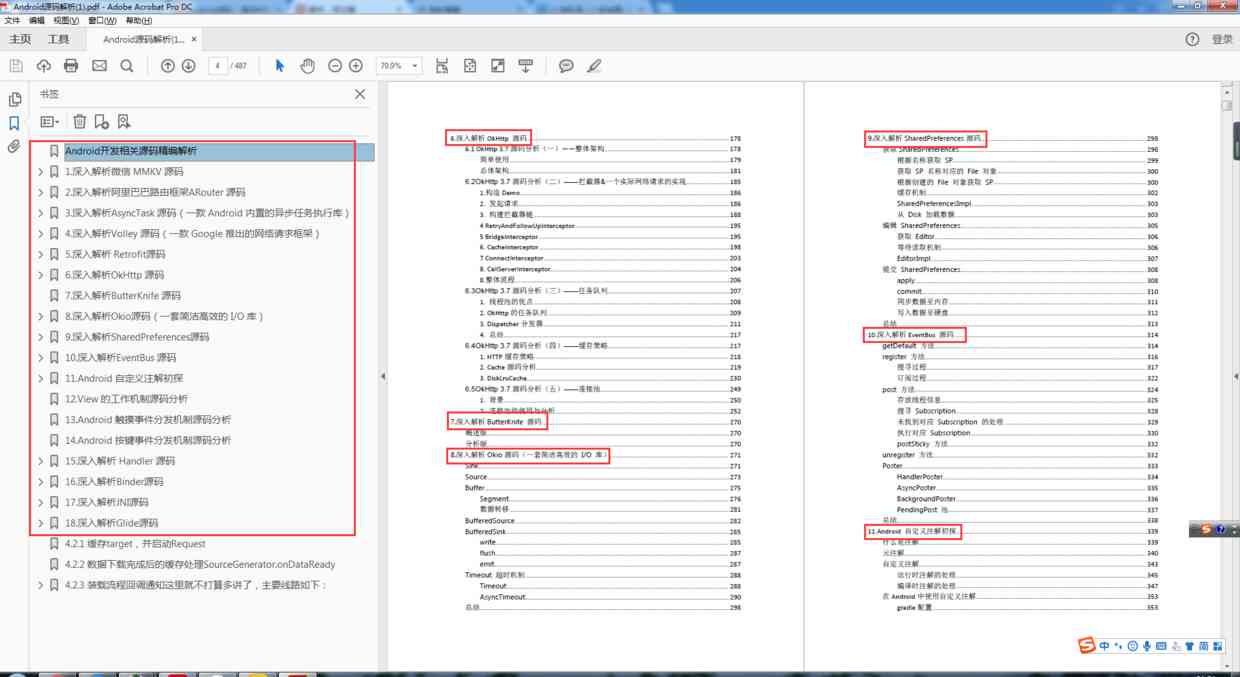 Android源码解析(1).pdf - Adobe Acrobat Pro DC
文件 编辑 视图(V) 窗口(W) 帮助(H)
主页 工具 Android源码解析(1... × 登录
4 / 487 70.9%
书签
Android开发相关源码精编解析
1.深入解析微信 MMKV 源码
2.深入解析阿里巴巴路由框架ARouter 源码
3.深入解析AsyncTask 源码（一款 Android 内置的异步任务执行库）
4.深入解析Volley 源码（一款 Google 推出的网络请求框架）
5.深入解析 Retrofit源码
6.深入解析OkHttp 源码
7.深入解析ButterKnife 源码
8.深入解析Okio源码（一套简洁高效的 I/O 库）
9.深入解析SharedPreferences源码
10.深入解析EventBus 源码
11.Android 自定义注解初探
12.View 的工作机制源码分析
13.Android 触摸事件分发机制源码分析
14.Android 按键事件分发机制源码分析
15.深入解析 Handler 源码
16.深入解析Binder源码
17.深入解析JNI源码
18.深入解析Glide源码
4.2.1 缓存target，并启动Request
4.2.2 数据下载完成后的缓存处理SourceGenerator.onDataReady
4.2.3 装载流程回调通知这里就不打算多讲了，主要线路如下：
6.深入解析 OkHttp 源码 178
6.1 OkHttp 3.7 源码分析（一）——整体架构 178
简单使用 179
总体架构 181
6.2OkHttp 3.7 源码分析（二）——拦截器&一个实际网络请求的实现 185
1.构造 Demo 186
2. 发起请求 186
3. 构建拦截器链 188
4 RetryAndFollowUpInterceptor 195
5 BridgeInterceptor 195
6. CacheInterceptor 198
7 ConnectInterceptor 203
8. CallServerInterceptor 204
8 整体流程 206
6.3OkHttp 3.7 源码分析（三）——任务队列 207
1. 线程池的优点 208
2. OkHttp 的任务队列 209
3. Dispatcher 分发器 211
4. 总结 217
6.4OkHttp 3.7 源码分析（四）——缓存策略 217
1. HTTP 缓存策略 218
2. Cache 源码分析 219
3. DiskLruCache 230
6.5OkHttp 3.7 源码分析（五）——连接池 249
1. 背景 250
2. 连接池的使用与分析 252
7.深入解析 ButterKnife 源码 270
概述版 270
分析版 270
8.深入解析 Okio 源码（一套简洁高效的 I/O 库） 271
Sink 271
Source 273
Buffer 275
Segment 276
数据转移 281
BufferedSource 282
BufferedSink 285
write 285
flush 287
emit 287
Timeout 超时机制 288
Timeout 288
AsyncTimeout 290
总结 298
9.深入解析 SharedPreferences 源码 298
获取 SharedPreferences 298
根据名称获取 SP 299
获取 SP 名称对应的 File 对象 300
根据创建的 File 对象获取 SP 300
缓存机制 302
SharedPreferencesImpl 303
从 Disk 加载数据 303
编辑 SharedPreferences 305
获取 Editor 306
等待读取机制 306
EditorImpl 307
提交 SharedPreferences 308
apply 308
commit 310
同步数据至内存 311
写入数据至硬盘 312
总结 313
10.深入解析 EventBus 源码 314
getDefault 方法 314
register 方法 316
搜寻过程 317
订阅过程 322
post 方法 324
存放线程信息 325
搜寻 Subscription 328
未找到对应 Subscription 的处理 329
执行对应 Subscription 330
postSticky 方法 332
unregister 方法 332
Poster 333
HandlerPoster 334
AsyncPoster 335
BackgroundPoster 336
PendingPost 池 337
总结 338
11.Android 自定义注解初探 339
什么是注解 339
元注解 340
自定义注解 343
运行时注解的处理 345
编译时注解的处理 347
在 Android 中使用自定义注解 353
gradle 配置 353
中 简